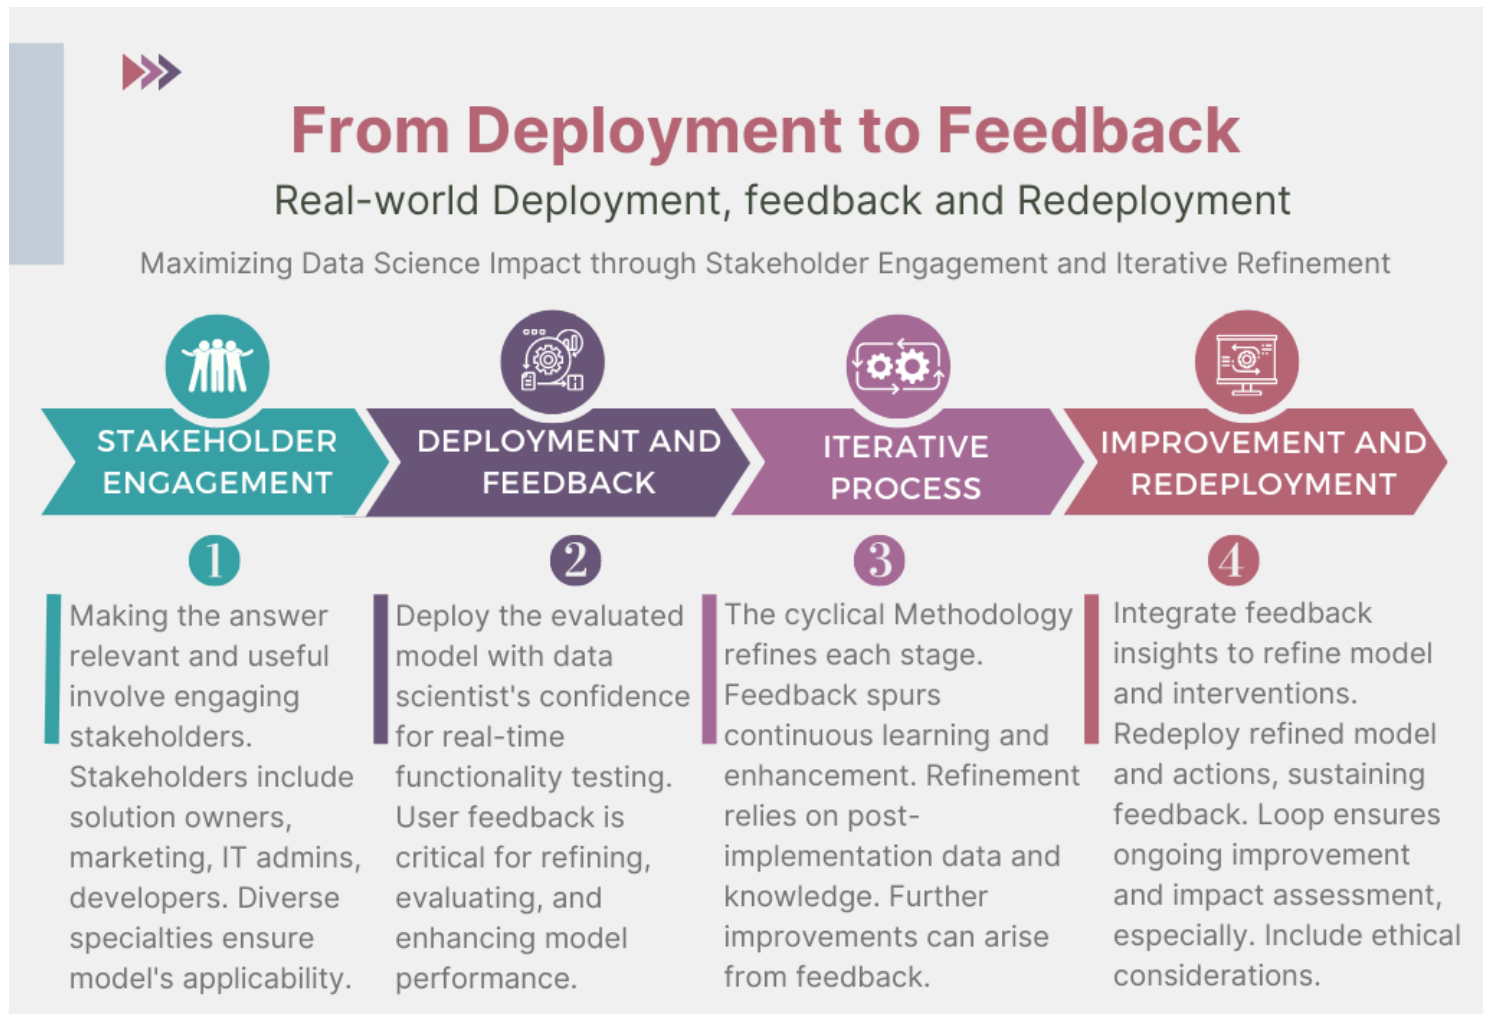 From Deployment to Feedback
Real-world Deployment, feedback and Redeployment
Maximizing Data Science Impact through Stakeholder Engagement and Iterative Refinement
STAKEHOLDER
ENGAGEMENT
1
Making the answer
relevant and useful
involve engaging
stakeholders.
Stakeholders include
solution owners,
marketing, IT admins,
developers. Diverse
specialties ensure
model's applicability.
DEPLOYMENT AND
FEEDBACK
2
Deploy the evaluated
model with data
scientist's confidence
for real-time
functionality testing.
User feedback is
critical for refining,
evaluating, and
enhancing model
performance.
ITERATIVE
PROCESS
3
The cyclical Methodology
refines each stage.
Feedback spurs
continuous learning and
enhancement. Refinement
relies on post-
implementation data and
knowledge. Further
improvements can arise
from feedback.
IMPROVEMENT AND
REDEPLOYMENT
4
Integrate feedback
insights to refine model
and interventions.
Redeploy refined model
and actions, sustaining
feedback. Loop ensures
ongoing improvement
and impact assessment,
especially. Include ethical
considerations.